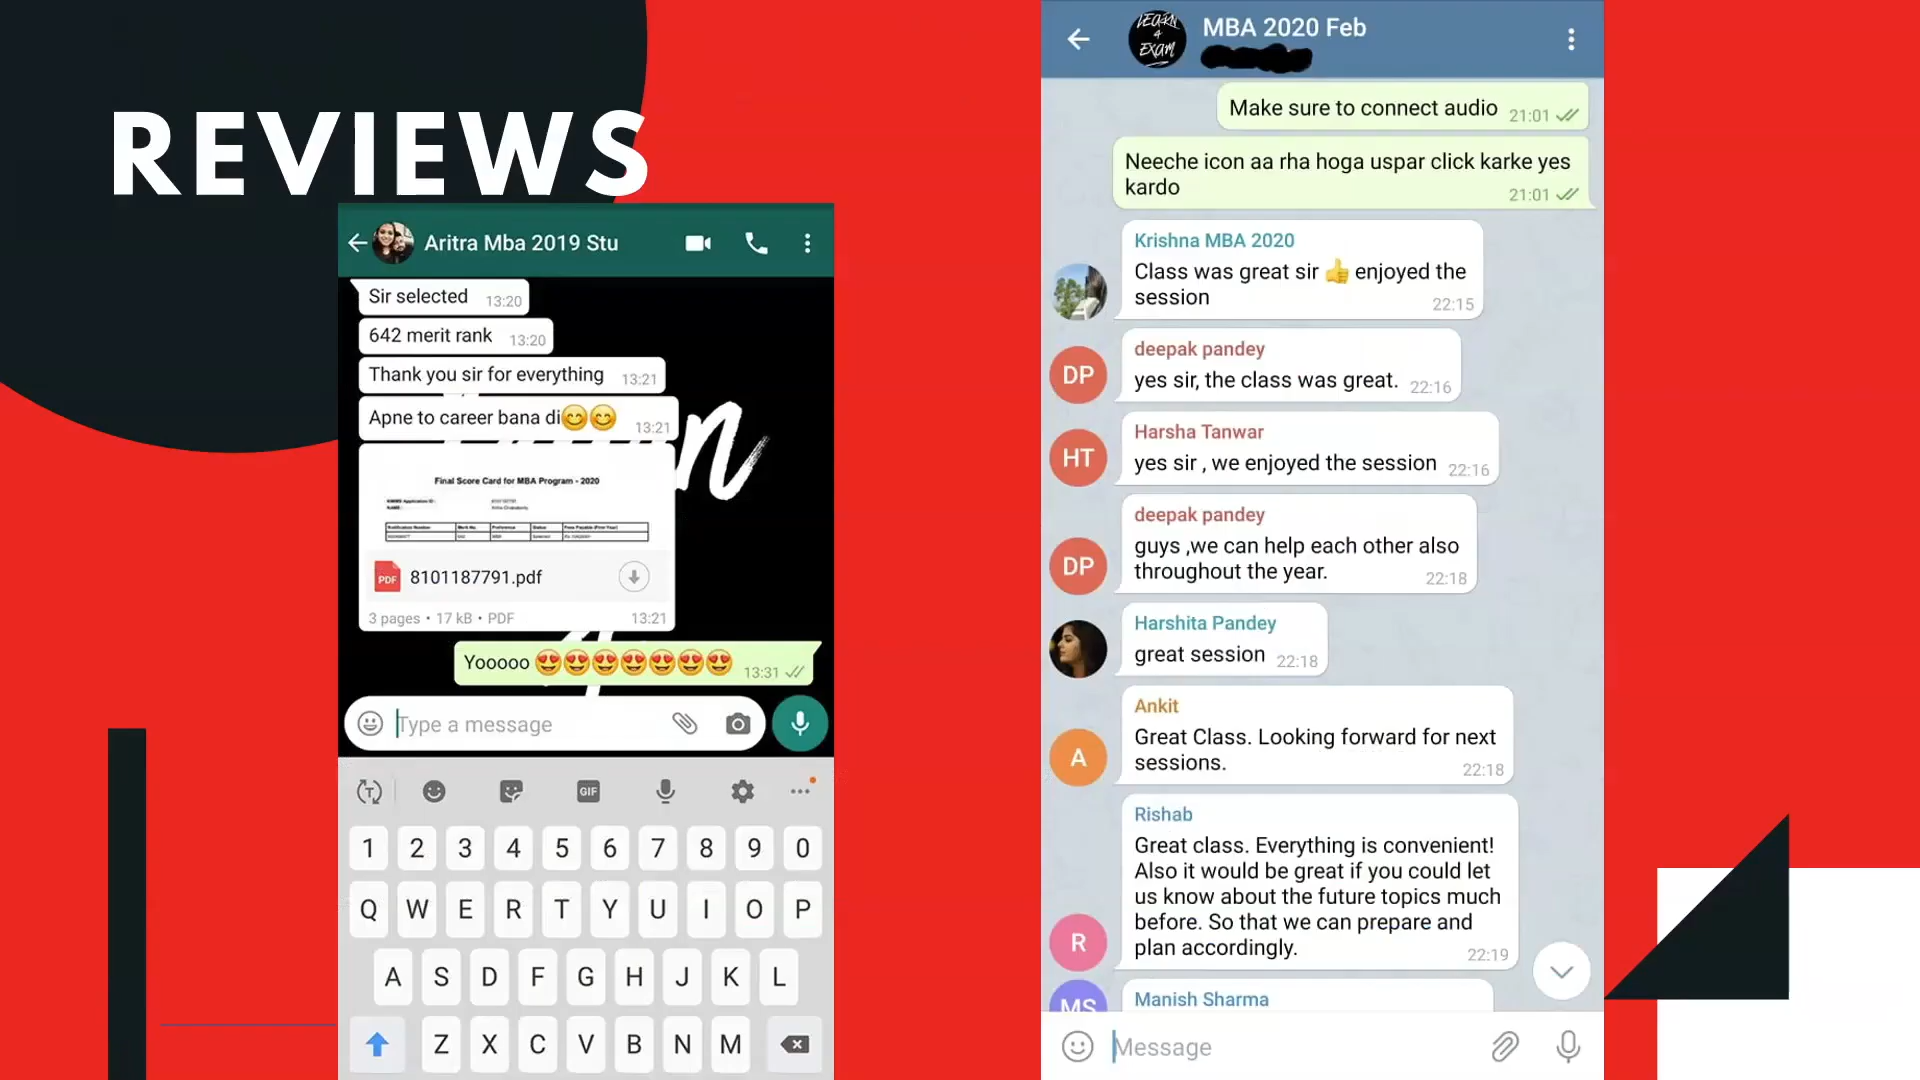 REVIEWS
Aritra Mba 2019 Stu
Sir selected 13:20
642 merit rank 13:20
Thank you sir for everything 13:21
Apne to career bana di😊😊 13:21
Final Score Card for MBA Program - 2020
PDF 8101187791.pdf
3 pages • 17 kB • PDF 13:21
Yooooo 😍😍😍😍😍😍😍 13:31
Type a message
GIF
1 2 3 4 5 6 7 8 9 0
Q W E R T Y U I O P
A S D F G H J K L
Z X C V B N M
LEARN
4
EXAM
MBA 2020 Feb
Make sure to connect audio 21:01
Neeche icon aa rha hoga uspar click karke yes
kardo 21:01
Krishna MBA 2020
Class was great sir 👍 enjoyed the
session 22:15
deepak pandey
DP
yes sir, the class was great. 22:16
Harsha Tanwar
HT
yes sir , we enjoyed the session 22:16
deepak pandey
guys ,we can help each other also
DP
throughout the year. 22:18
Harshita Pandey
great session 22:18
Ankit
Great Class. Looking forward for next
A
sessions. 22:18
Rishab
Great class. Everything is convenient!
Also it would be great if you could let
us know about the future topics much
before. So that we can prepare and
R
plan accordingly. 22:19
Manish Sharma
MS
Message